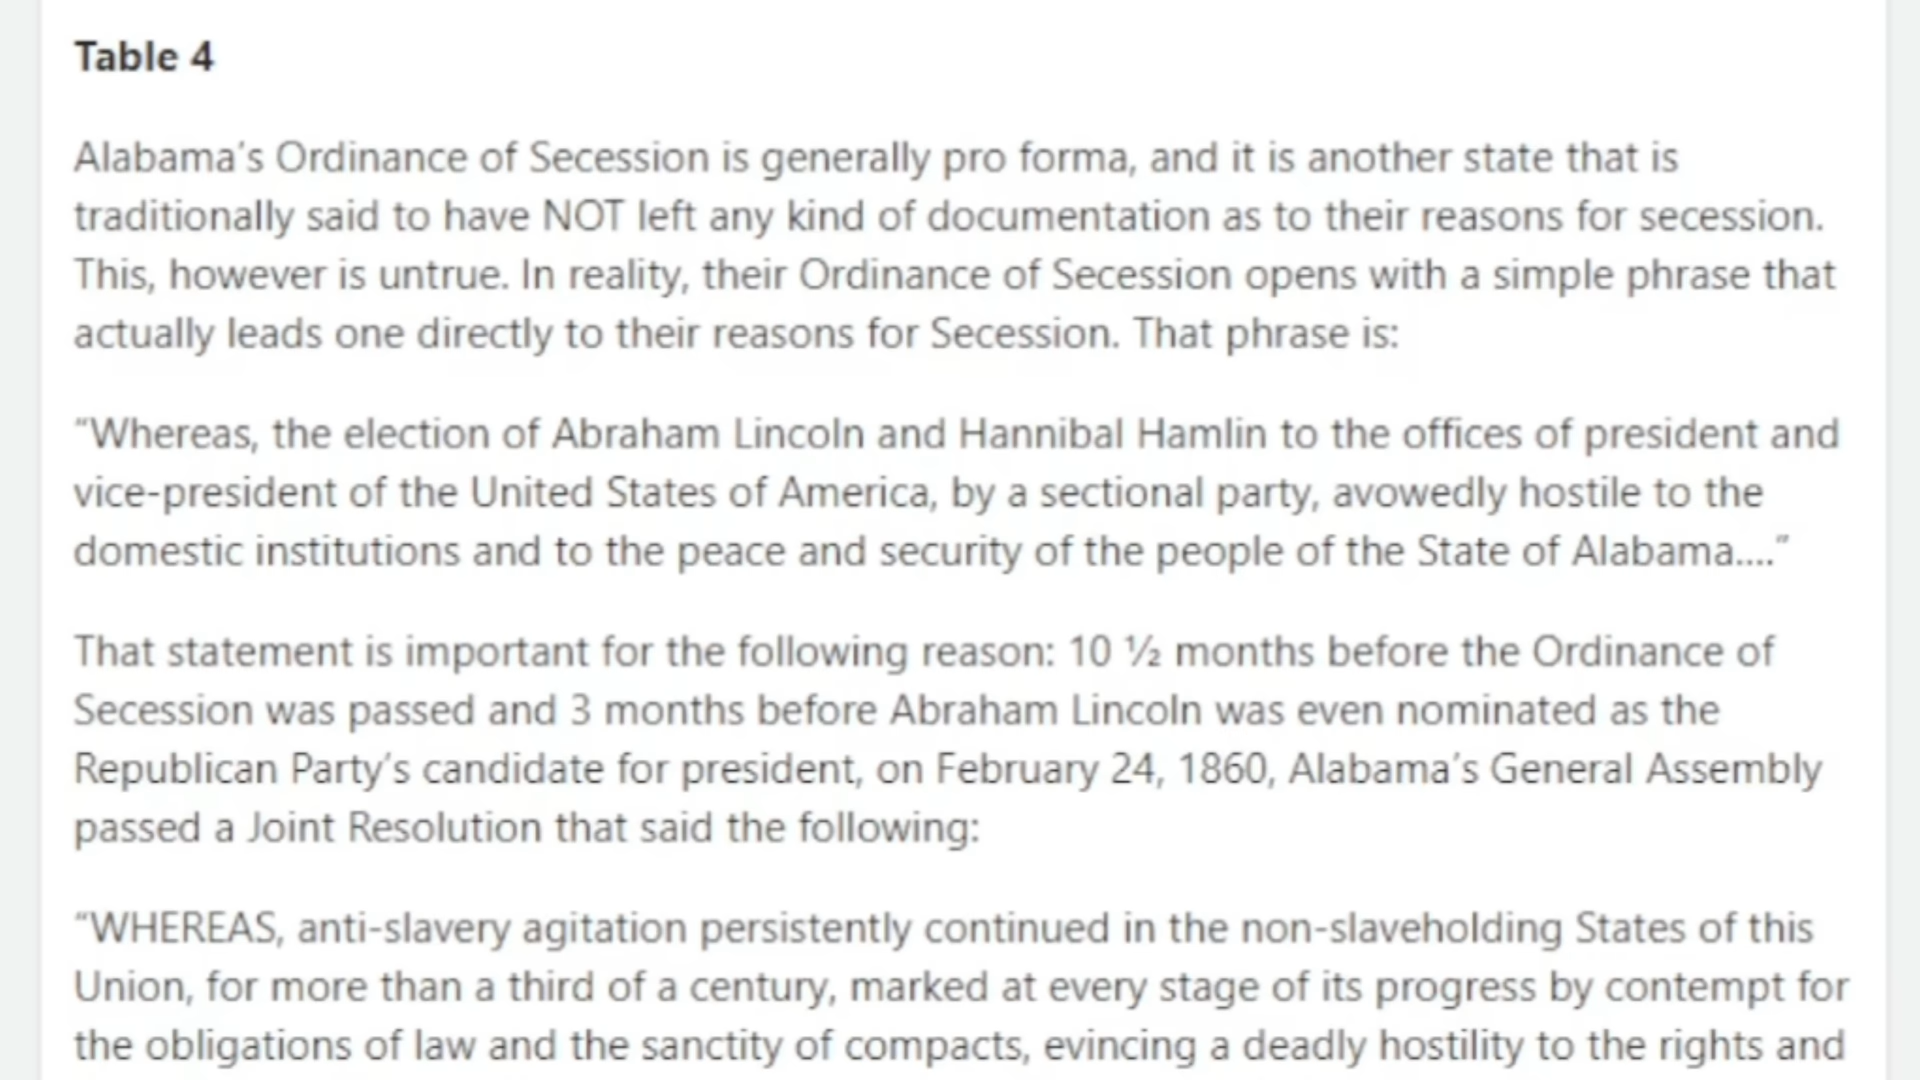 Table 4
Alabama’s Ordinance of Secession is generally pro forma, and it is another state that is
traditionally said to have NOT left any kind of documentation as to their reasons for secession.
This, however is untrue. In reality, their Ordinance of Secession opens with a simple phrase that
actually leads one directly to their reasons for Secession. That phrase is:
“Whereas, the election of Abraham Lincoln and Hannibal Hamlin to the offices of president and
vice-president of the United States of America, by a sectional party, avowedly hostile to the
domestic institutions and to the peace and security of the people of the State of Alabama....”
That statement is important for the following reason: 10 ½ months before the Ordinance of
Secession was passed and 3 months before Abraham Lincoln was even nominated as the
Republican Party’s candidate for president, on February 24, 1860, Alabama’s General Assembly
passed a Joint Resolution that said the following:
“WHEREAS, anti-slavery agitation persistently continued in the non-slaveholding States of this
Union, for more than a third of a century, marked at every stage of its progress by contempt for
the obligations of law and the sanctity of compacts, evincing a deadly hostility to the rights and